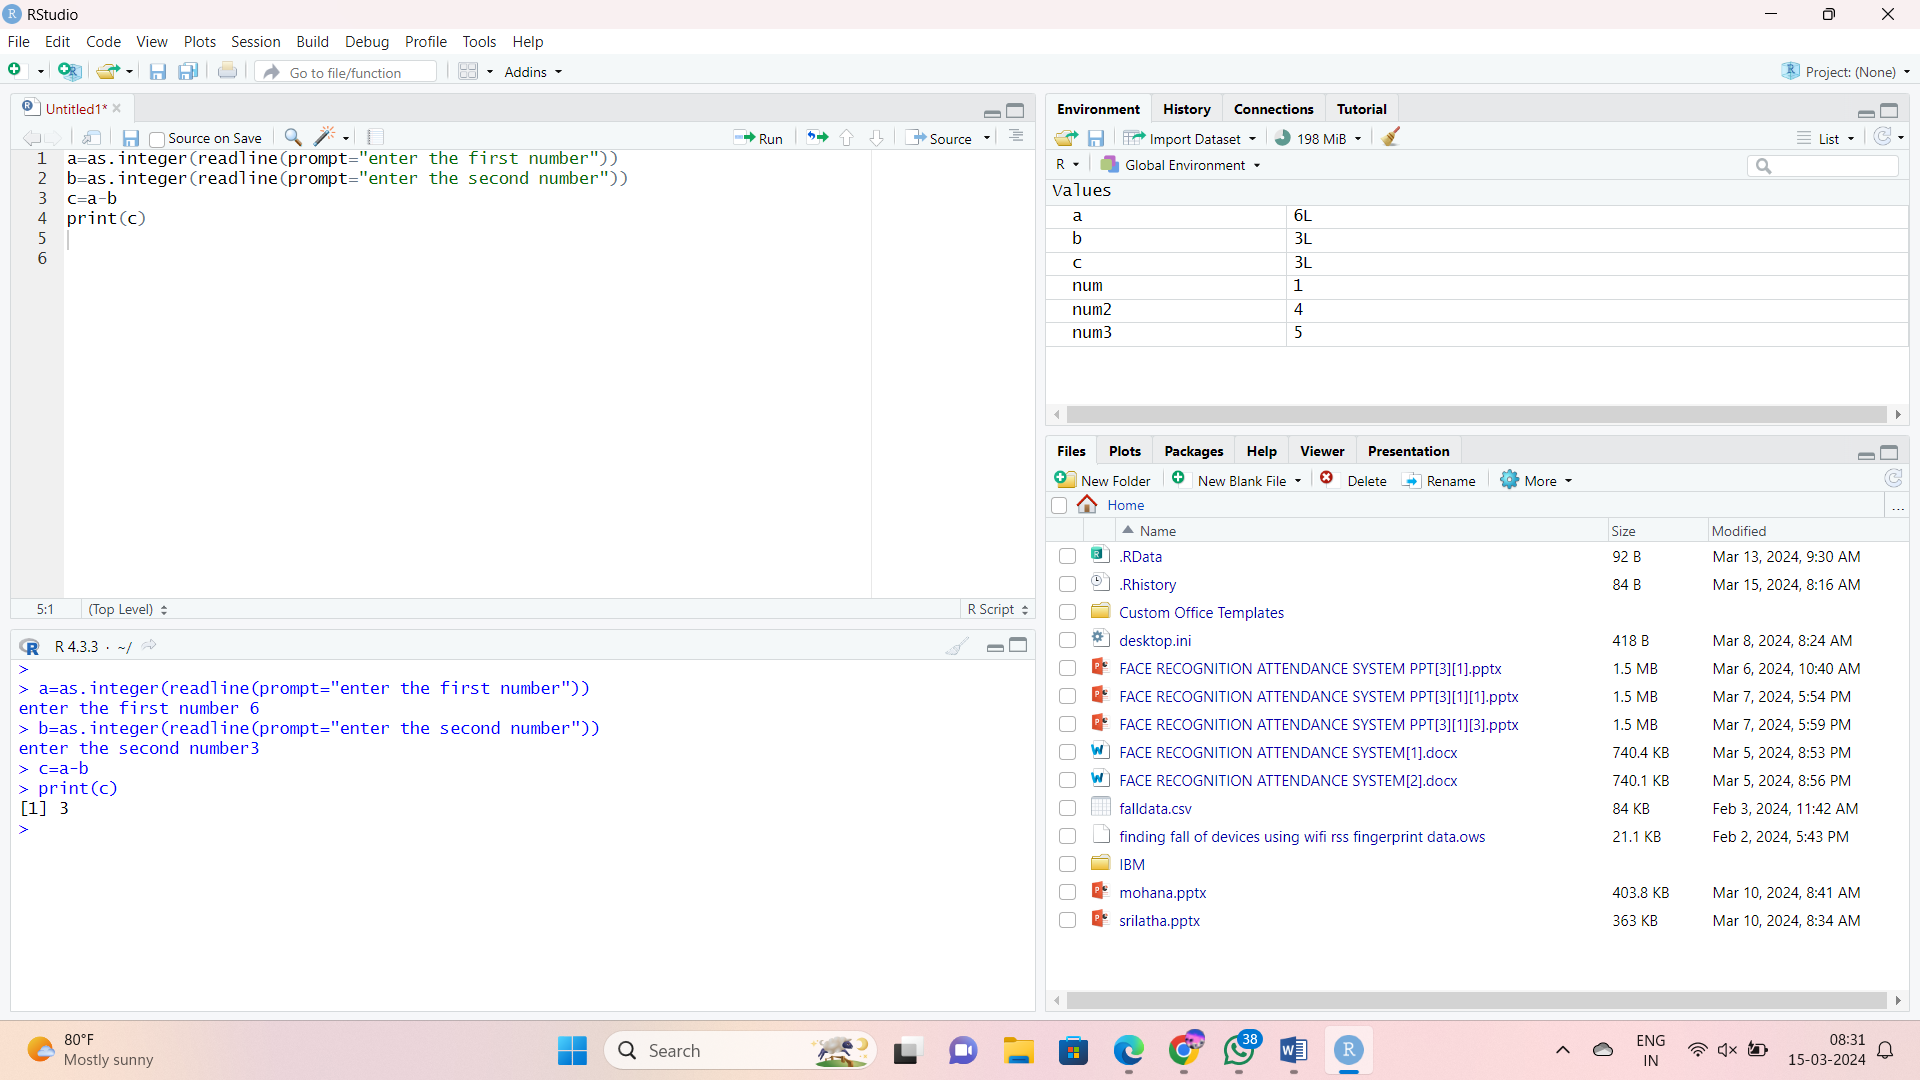 RStudio
File Edit Code View Plots Session Build Debug Profile Tools Help
Go to file/function Addins Project: (None)
Untitled1*
Source on Save Run Source
1 a=as.integer(readline(prompt="enter the first number"))
2 b=as.integer(readline(prompt="enter the second number"))
3 c=a-b
4 print(c)
5
6
5:1 (Top Level) R Script
R 4.3.3 · ~/
>
> a=as.integer(readline(prompt="enter the first number"))
enter the first number 6
> b=as.integer(readline(prompt="enter the second number"))
enter the second number3
> c=a-b
> print(c)
[1] 3
>
Environment History Connections Tutorial
Import Dataset 198 MiB List
R Global Environment
Values
a 6L
b 3L
c 3L
num 1
num2 4
num3 5
Files Plots Packages Help Viewer Presentation
New Folder New Blank File Delete Rename More
Home ...
Name Size Modified
.RData 92 B Mar 13, 2024, 9:30 AM
.Rhistory 84 B Mar 15, 2024, 8:16 AM
Custom Office Templates
desktop.ini 418 B Mar 8, 2024, 8:24 AM
FACE RECOGNITION ATTENDANCE SYSTEM PPT[3][1].pptx 1.5 MB Mar 6, 2024, 10:40 AM
FACE RECOGNITION ATTENDANCE SYSTEM PPT[3][1][1].pptx 1.5 MB Mar 7, 2024, 5:54 PM
FACE RECOGNITION ATTENDANCE SYSTEM PPT[3][1][3].pptx 1.5 MB Mar 7, 2024, 5:59 PM
FACE RECOGNITION ATTENDANCE SYSTEM[1].docx 740.4 KB Mar 5, 2024, 8:53 PM
FACE RECOGNITION ATTENDANCE SYSTEM[2].docx 740.1 KB Mar 5, 2024, 8:56 PM
falldata.csv 84 KB Feb 3, 2024, 11:42 AM
finding fall of devices using wifi rss fingerprint data.ows 21.1 KB Feb 2, 2024, 5:43 PM
IBM
mohana.pptx 403.8 KB Mar 10, 2024, 8:41 AM
srilatha.pptx 363 KB Mar 10, 2024, 8:34 AM
80°F
Mostly sunny
Search
38
ENG
IN
08:31
15-03-2024